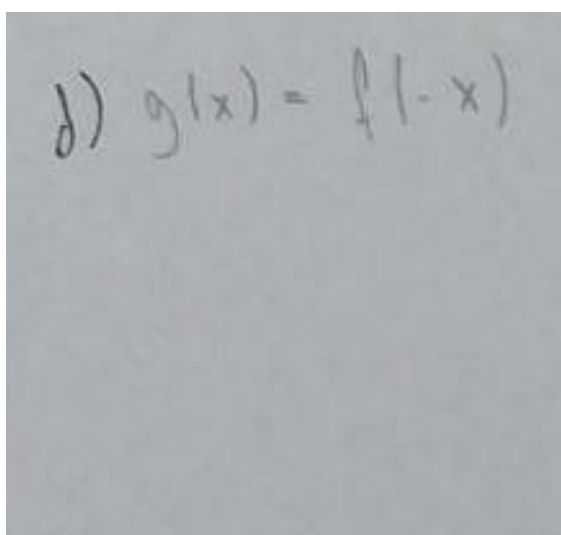 d) g(x) = f(-x)